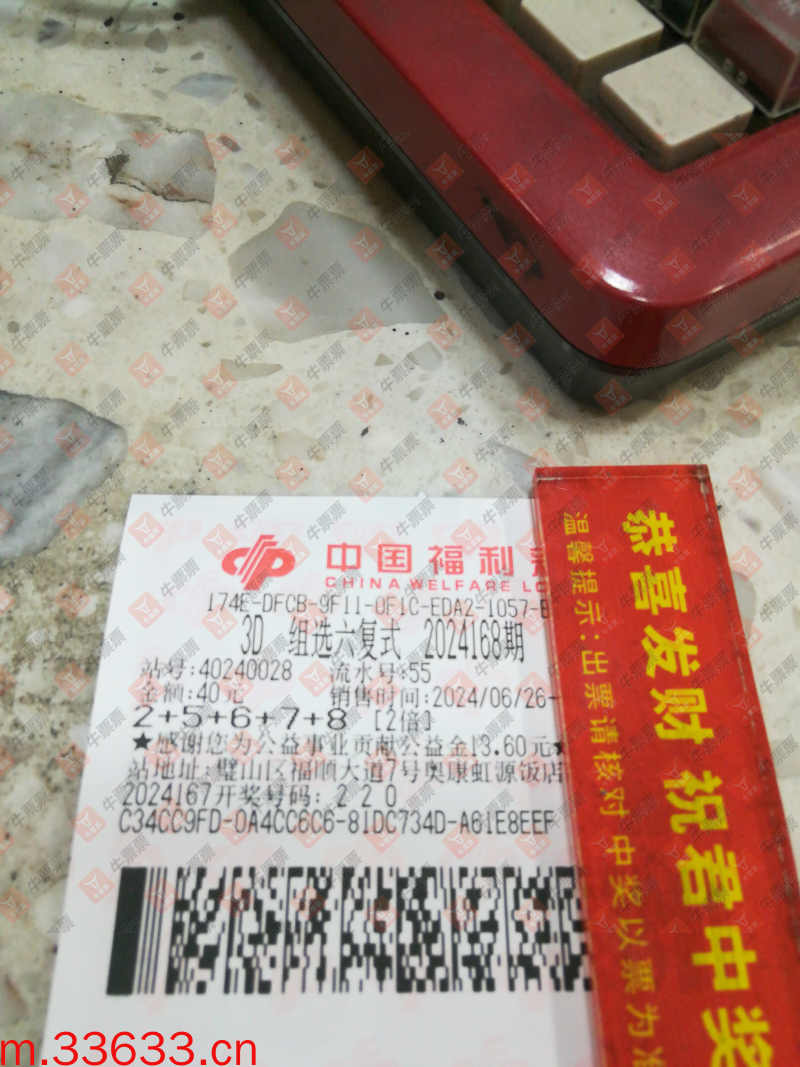 中国福利
CHINA WELFARE LO
174E-DFCB-9F11-0F1C-EDA2-1057-B
3D 组选六复式 2024168期
站号:40240028 流水号:55
金额:40元 销售时间:2024/06/26-
2+5+6+7+8 [2倍]
★感谢您为公益事业贡献公益金13.60元★
站地址:璧山区福顺大道7号奥康虹源饭店
2024167开奖号码: 2 2 0
C34CC9FD-0A4CC6C6-81DC734D-A61E8EEF
恭喜发财 祝君中奖
温馨提示:出票请核对中奖以票为准
牛票票
m.33633.cn